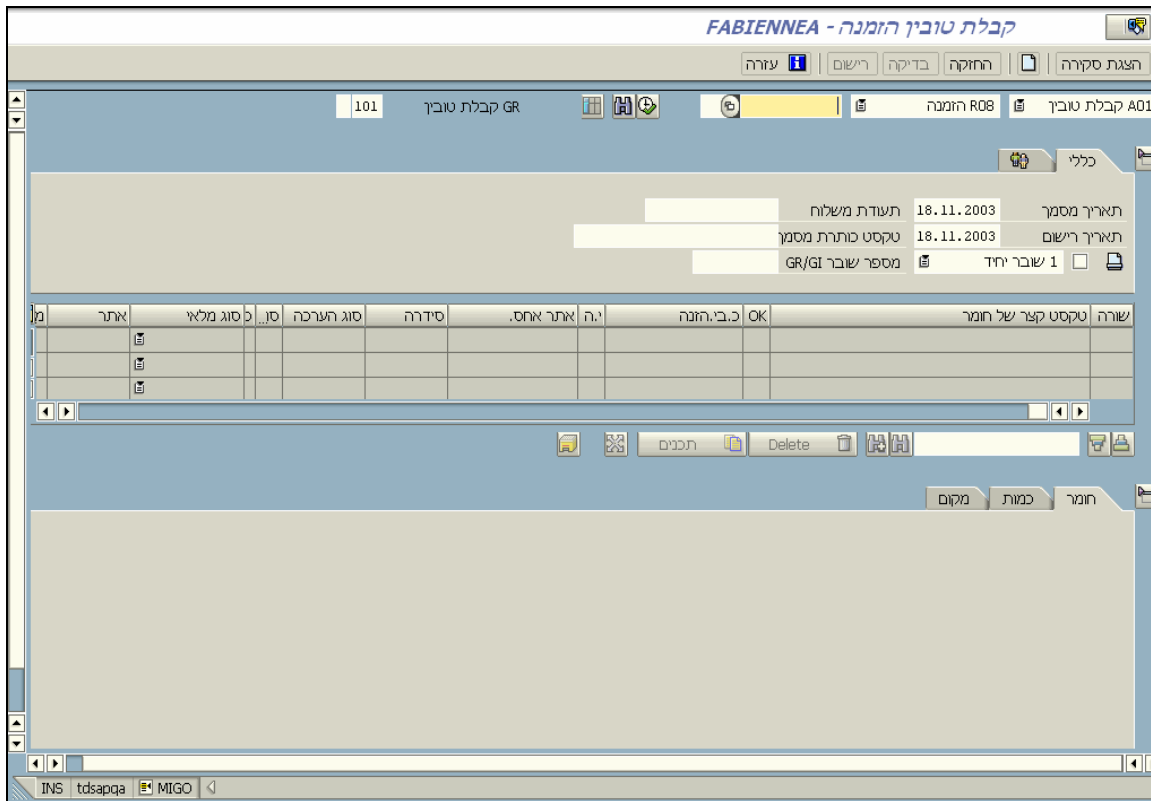 קבלת טובין הזמנה - FABIENNEA
הצגת סקירה החזקה בדיקה רישום עזרה
A01 קבלת טובין R08 הזמנה GR קבלת טובין 101
כללי
תאריך מסמך 18.11.2003 תעודת משלוח
תאריך רישום 18.11.2003 טקסט כותרת מסמך
1 שובר יחיד מספר שובר GR/GI
שורה טקסט קצר של חומר OK כ.בי.הזנה י.ה אתר אחס. סידרה סוג הערכה סו.. כ סוג מלאי אתר מ
Delete תכנים
חומר כמות מקום
INS tdsapqa MIGO